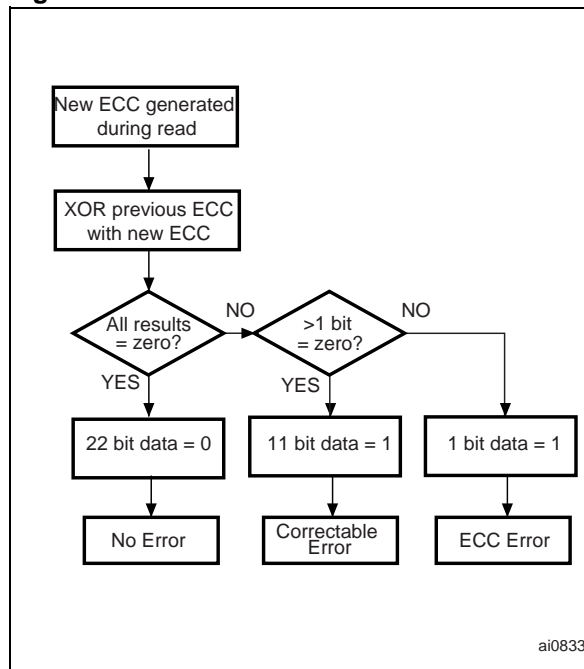 New ECC generated
during read
XOR previous ECC
with new ECC
All results
= zero?
NO
>1 bit
= zero?
NO
YES
YES
22 bit data = 0
11 bit data = 1
1 bit data = 1
No Error
Correctable
Error
ECC Error
ai0833